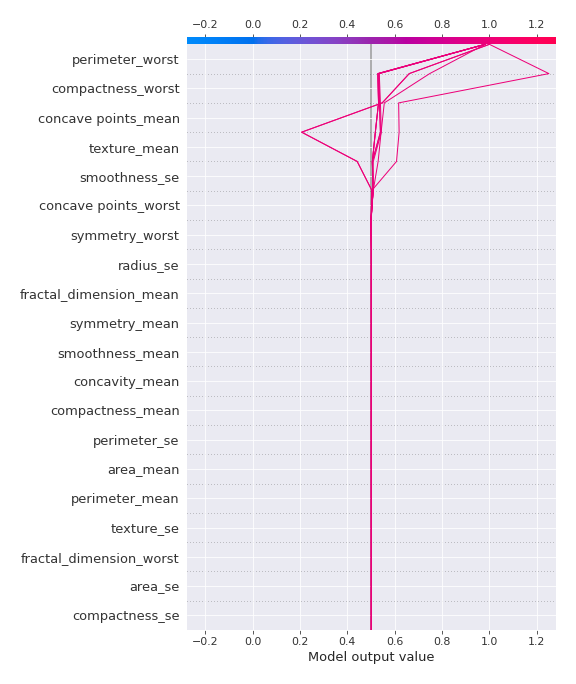 −0.2 0.0 0.2 0.4 0.6 0.8 1.0 1.2
perimeter_worst
compactness_worst
concave points_mean
texture_mean
smoothness_se
concave points_worst
symmetry_worst
radius_se
fractal_dimension_mean
symmetry_mean
smoothness_mean
concavity_mean
compactness_mean
perimeter_se
area_mean
perimeter_mean
texture_se
fractal_dimension_worst
area_se
compactness_se
−0.2 0.0 0.2 0.4 0.6 0.8 1.0 1.2
Model output value